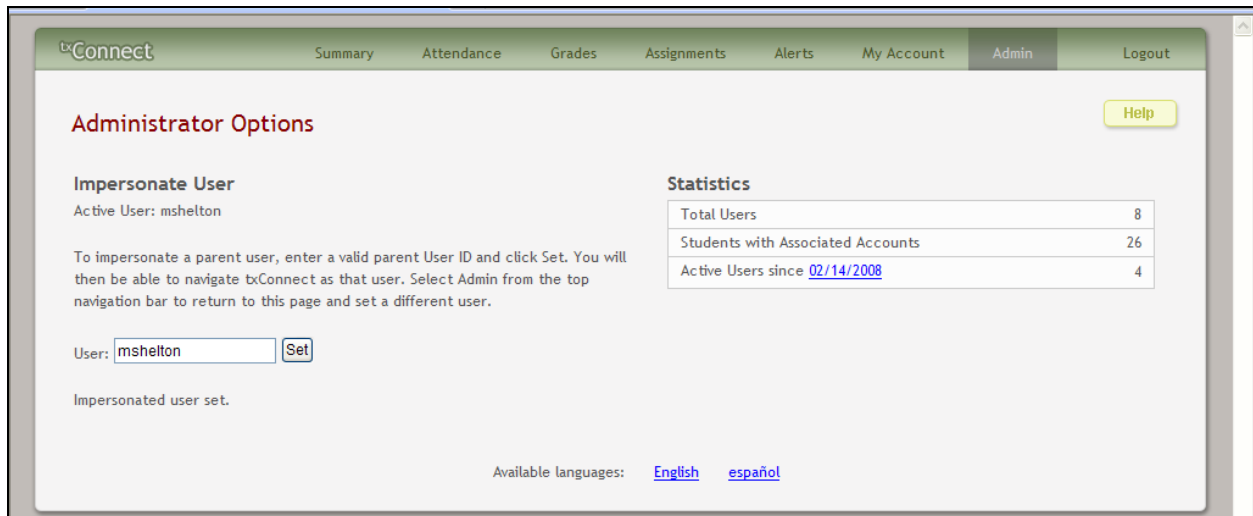 txConnect Summary Attendance Grades Assignments Alerts My Account Admin Logout
Help
Administrator Options
Impersonate User
Active User: mshelton
To impersonate a parent user, enter a valid parent User ID and click Set. You will
then be able to navigate txConnect as that user. Select Admin from the top
navigation bar to return to this page and set a different user.
User: mshelton Set
Impersonated user set.
Statistics
Total Users 8
Students with Associated Accounts 26
Active Users since 02/14/2008 4
Available languages: English español